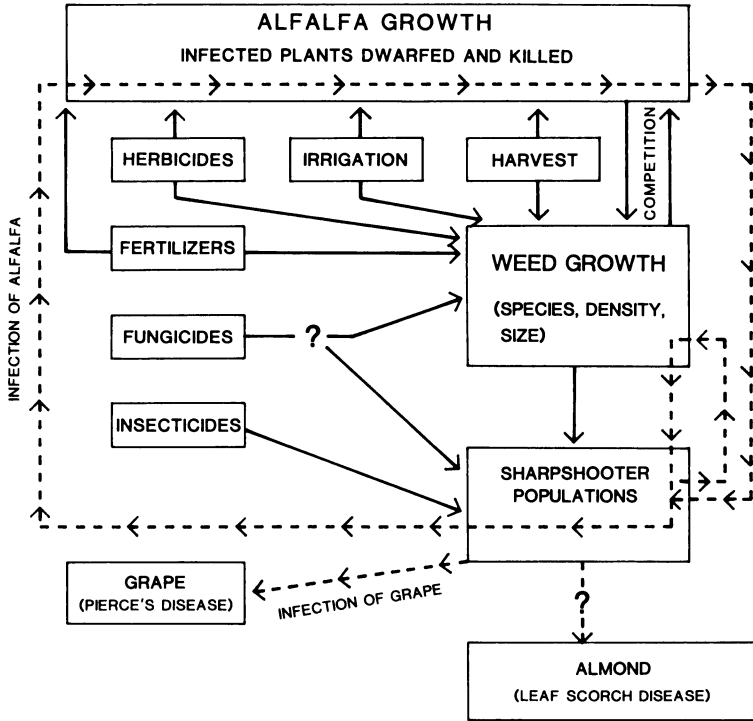 ALFALFA GROWTH
INFECTED PLANTS DWARFED AND KILLED
HERBICIDES
IRRIGATION
HARVEST
COMPETITION
FERTILIZERS
WEED GROWTH
(SPECIES, DENSITY,
SIZE)
INFECTION OF ALFALFA
FUNGICIDES
?
INSECTICIDES
SHARPSHOOTER
POPULATIONS
GRAPE
(PIERCE'S DISEASE)
INFECTION OF GRAPE
?
ALMOND
(LEAF SCORCH DISEASE)